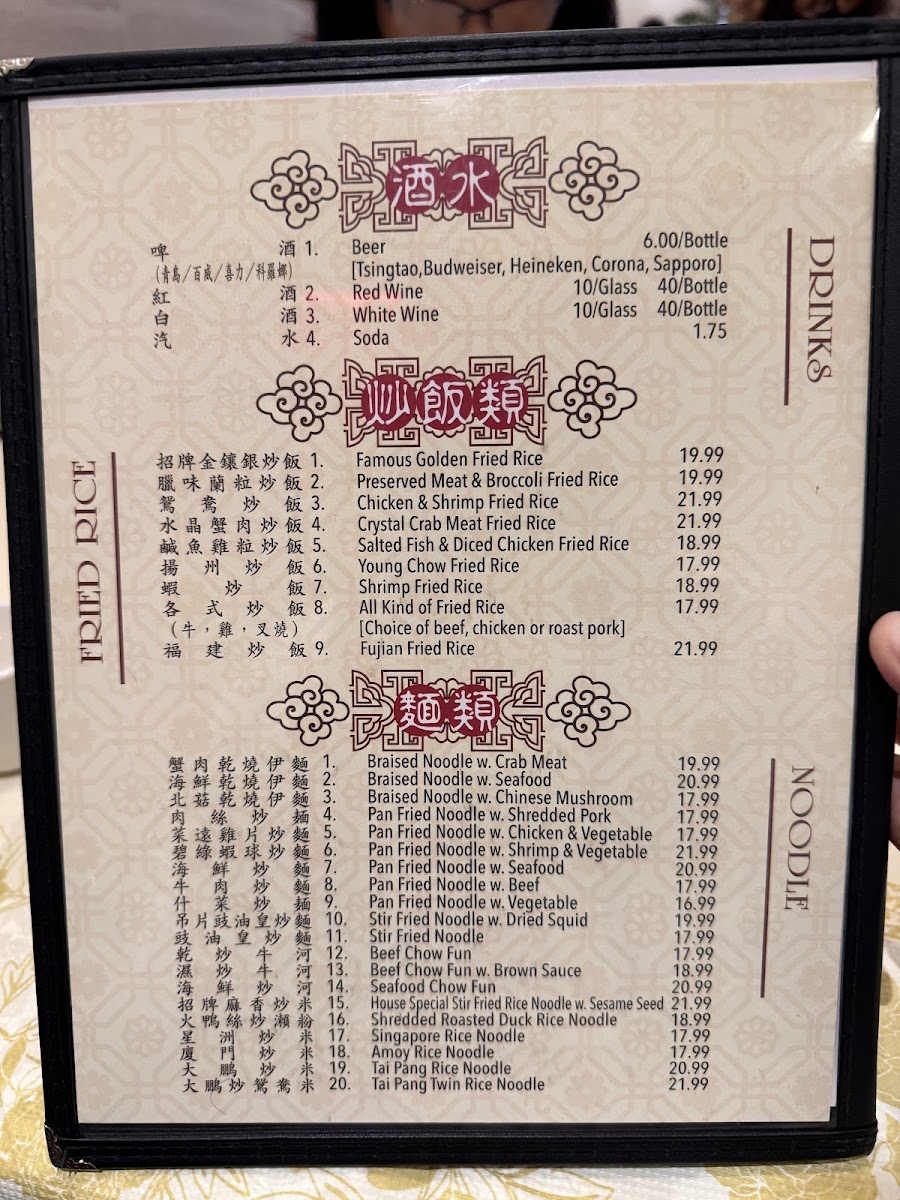 酒水
DRINKS
啤酒 1. Beer 6.00/Bottle
(青島/百威/喜力/科羅娜) [Tsingtao,Budweiser, Heineken, Corona, Sapporo]
紅酒 2. Red Wine 10/Glass 40/Bottle
白酒 3. White Wine 10/Glass 40/Bottle
汽水 4. Soda 1.75
炒飯類
FRIED RICE
招牌金鑲銀炒飯 1. Famous Golden Fried Rice 19.99
臘味蘭粒炒飯 2. Preserved Meat & Broccoli Fried Rice 19.99
鴛鴦炒飯 3. Chicken & Shrimp Fried Rice 21.99
水晶蟹肉炒飯 4. Crystal Crab Meat Fried Rice 21.99
鹹魚雞粒炒飯 5. Salted Fish & Diced Chicken Fried Rice 18.99
揚州炒飯 6. Young Chow Fried Rice 17.99
蝦炒飯 7. Shrimp Fried Rice 18.99
各式炒飯 8. All Kind of Fried Rice 17.99
(牛，雞，叉燒) [Choice of beef, chicken or roast pork]
福建炒飯 9. Fujian Fried Rice 21.99
麵類
NOODLE
蟹肉乾燒伊麵 1. Braised Noodle w. Crab Meat 19.99
海鮮乾燒伊麵 2. Braised Noodle w. Seafood 20.99
北菇乾燒伊麵 3. Braised Noodle w. Chinese Mushroom 17.99
肉絲炒麵 4. Pan Fried Noodle w. Shredded Pork 17.99
菜遠雞片炒麵 5. Pan Fried Noodle w. Chicken & Vegetable 17.99
碧綠蝦球炒麵 6. Pan Fried Noodle w. Shrimp & Vegetable 21.99
海鮮炒麵 7. Pan Fried Noodle w. Seafood 20.99
牛肉炒麵 8. Pan Fried Noodle w. Beef 17.99
什菜炒麵 9. Pan Fried Noodle w. Vegetable 16.99
吊片豉油皇炒麵 10. Stir Fried Noodle w. Dried Squid 19.99
豉油皇炒麵 11. Stir Fried Noodle 17.99
乾炒牛河 12. Beef Chow Fun 17.99
濕炒牛河 13. Beef Chow Fun w. Brown Sauce 18.99
海鮮炒河 14. Seafood Chow Fun 20.99
招牌麻香炒米 15. House Special Stir Fried Rice Noodle w. Sesame Seed 21.99
火鴨絲炒瀨粉 16. Shredded Roasted Duck Rice Noodle 18.99
星洲炒米 17. Singapore Rice Noodle 17.99
廈門炒米 18. Amoy Rice Noodle 17.99
大鵬炒米 19. Tai Pang Rice Noodle 20.99
大鵬炒鴛鴦米 20. Tai Pang Twin Rice Noodle 21.99